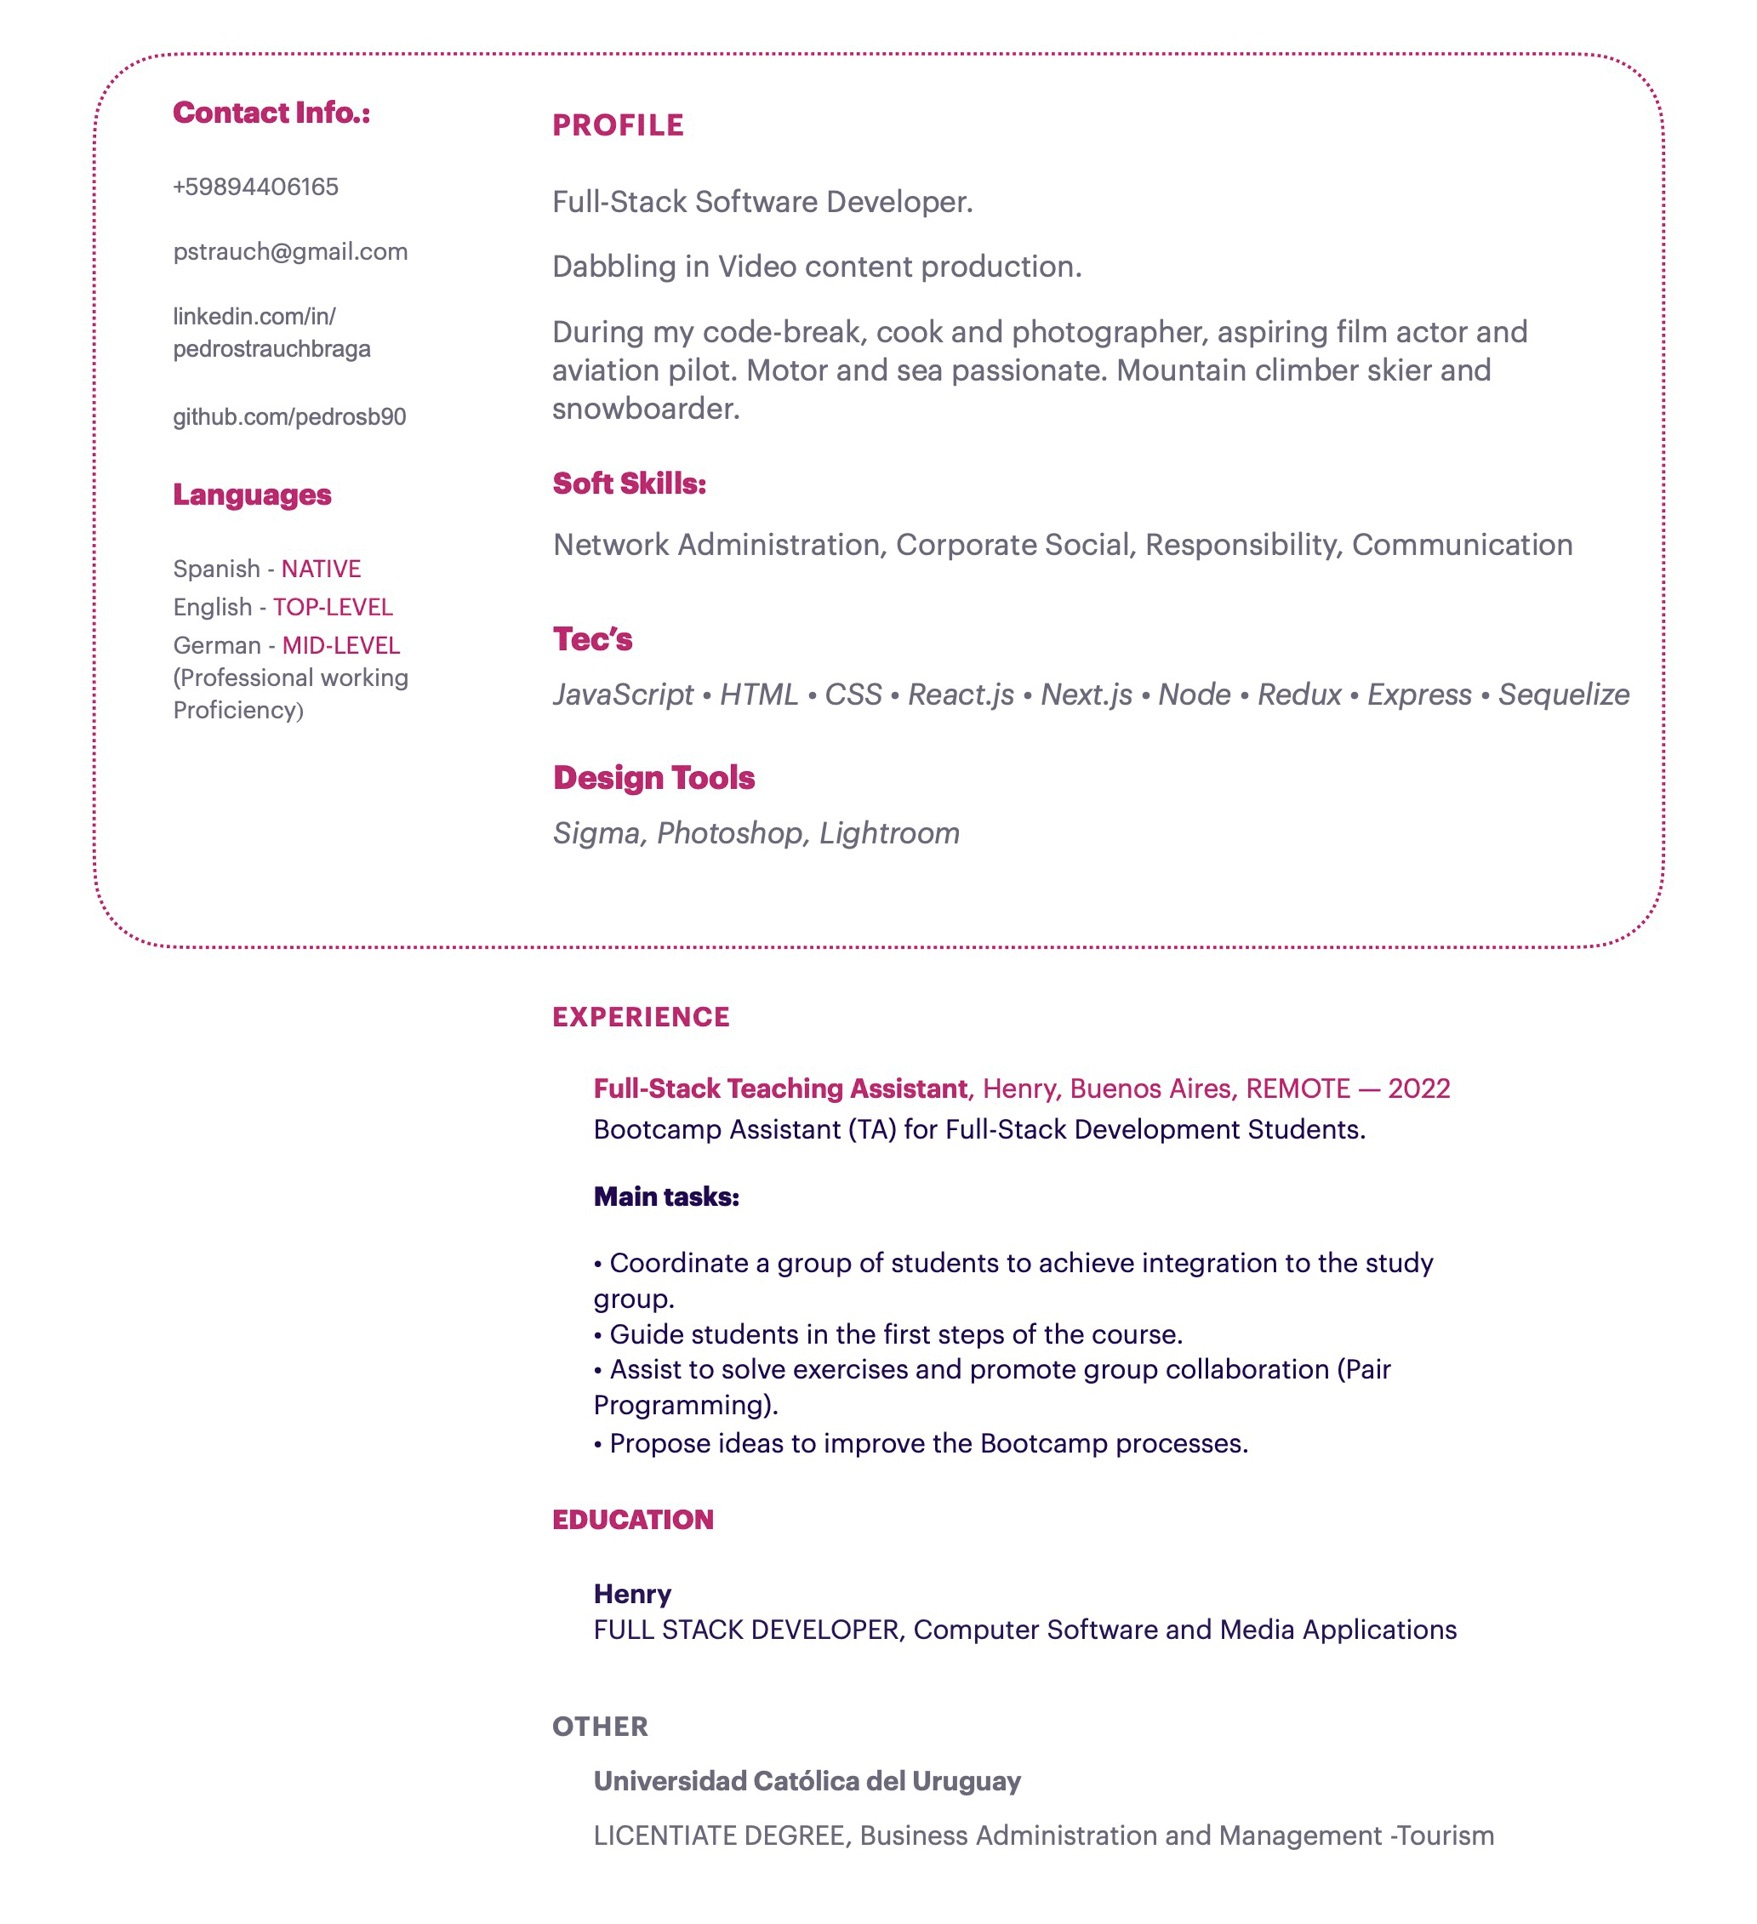 Contact Info.:
+59894406165
pstrauch@gmail.com
linkedin.com/in/
pedrostrauchbraga
github.com/pedrosb90
Languages
Spanish - NATIVE
English - TOP-LEVEL
German - MID-LEVEL
(Professional working
Proficiency)
PROFILE
Full-Stack Software Developer.
Dabbling in Video content production.
During my code-break, cook and photographer, aspiring film actor and
aviation pilot. Motor and sea passionate. Mountain climber skier and
snowboarder.
Soft Skills:
Network Administration, Corporate Social, Responsibility, Communication
Tec’s
JavaScript • HTML • CSS • React.js • Next.js • Node • Redux • Express • Sequelize
Design Tools
Sigma, Photoshop, Lightroom
EXPERIENCE
Full-Stack Teaching Assistant, Henry, Buenos Aires, REMOTE — 2022
Bootcamp Assistant (TA) for Full-Stack Development Students.
Main tasks:
• Coordinate a group of students to achieve integration to the study
group.
• Guide students in the first steps of the course.
• Assist to solve exercises and promote group collaboration (Pair
Programming).
• Propose ideas to improve the Bootcamp processes.
EDUCATION
Henry
FULL STACK DEVELOPER, Computer Software and Media Applications
OTHER
Universidad Católica del Uruguay
LICENTIATE DEGREE, Business Administration and Management -Tourism